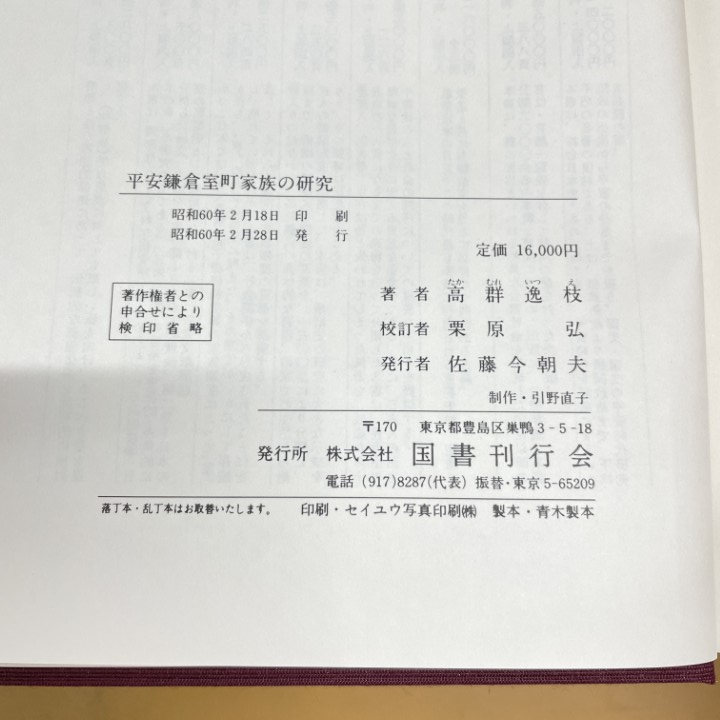 平安鎌倉室町家族の研究
昭和60年2月18日 印 刷
昭和60年2月28日 発 行
定価 16,000円
著作権者との
申合せにより
検印省略
たか むれ いつ え
著 者 高 群 逸 枝
校訂者 栗 原 弘
発行者 佐 藤 今 朝 夫
制作・引野直子
〒170 東京都豊島区巣鴨3-5-18
発行所 株式会社 国書刊行会
電話 (917)8287(代表) 振替・東京5-65209
落丁本・乱丁本はお取替いたします。 印刷・セイユウ写真印刷㈱ 製本・青木製本